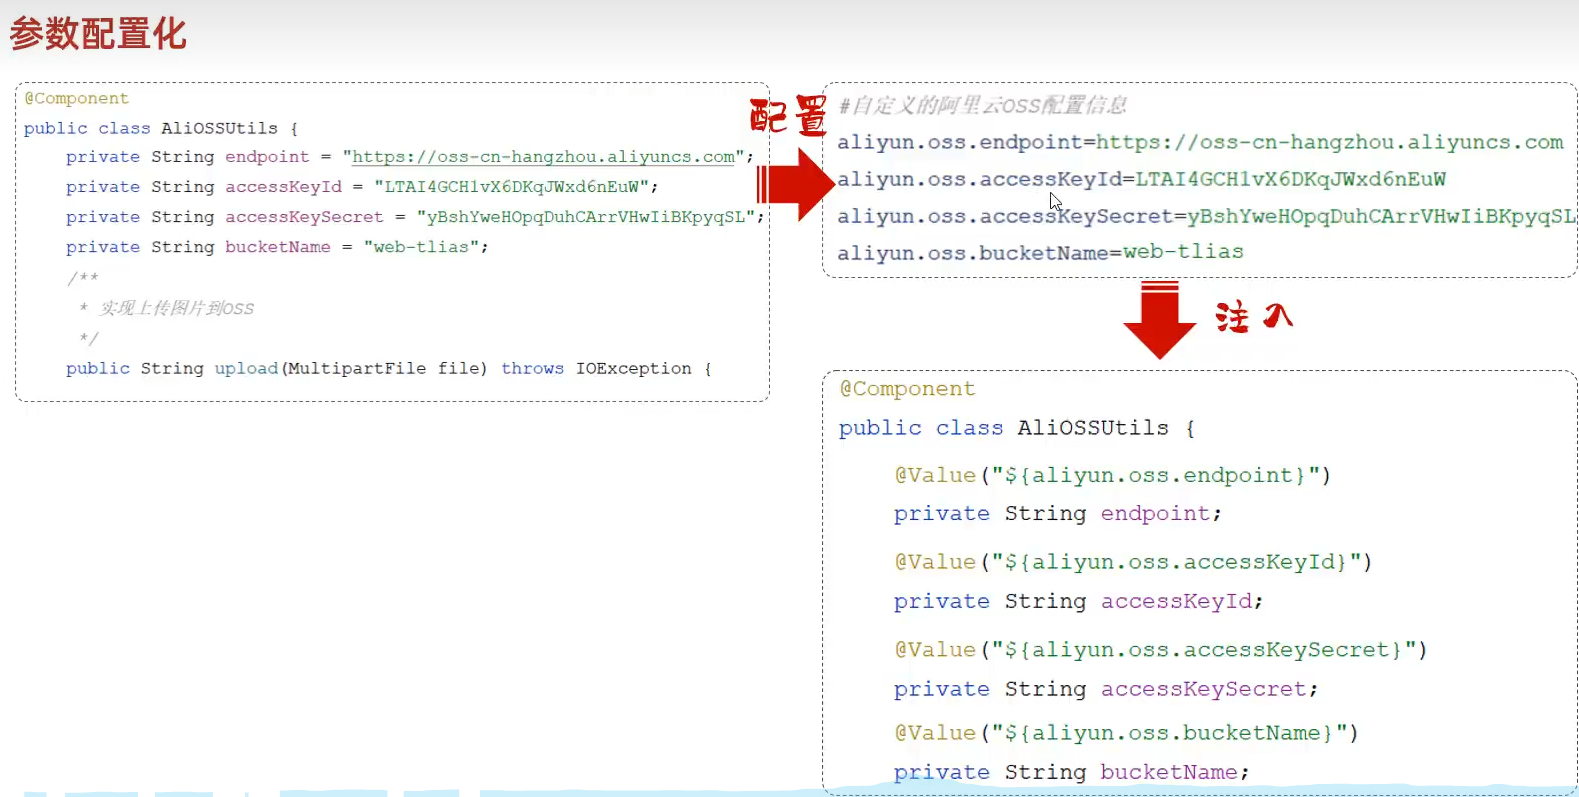 参数配置化
@Component
public class AliOSSUtils {
private String endpoint = "https://oss-cn-hangzhou.aliyuncs.com";
private String accessKeyId = "LTAI4GCH1vX6DKqJWxd6nEuW";
private String accessKeySecret = "yBshYweHOpqDuhCArrVHwIiBKpyqSL";
private String bucketName = "web-tlias";
/**
* 实现上传图片到OSS
*/
public String upload(MultipartFile file) throws IOException {
配置
#自定义的阿里云OSS配置信息
aliyun.oss.endpoint=https://oss-cn-hangzhou.aliyuncs.com
aliyun.oss.accessKeyId=LTAI4GCH1vX6DKqJWxd6nEuW
aliyun.oss.accessKeySecret=yBshYweHOpqDuhCArrVHwIiBKpyqSL
aliyun.oss.bucketName=web-tlias
注入
@Component
public class AliOSSUtils {
@Value("${aliyun.oss.endpoint}")
private String endpoint;
@Value("${aliyun.oss.accessKeyId}")
private String accessKeyId;
@Value("${aliyun.oss.accessKeySecret}")
private String accessKeySecret;
@Value("${aliyun.oss.bucketName}")
private String bucketName;